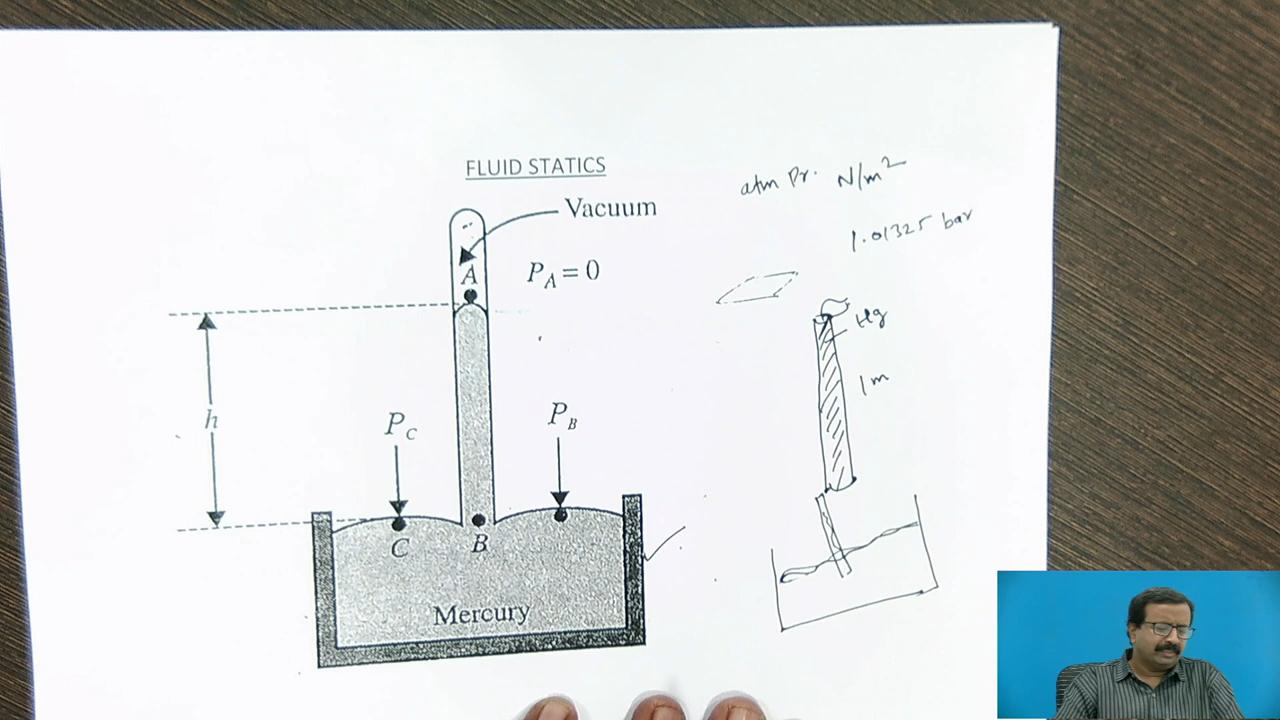 FLUID STATICS
atm Pr. N/m²
Vacuum
1.01325 bar
A
P_A = 0
Hg
1m
h
P_C
P_B
C
B
Mercury